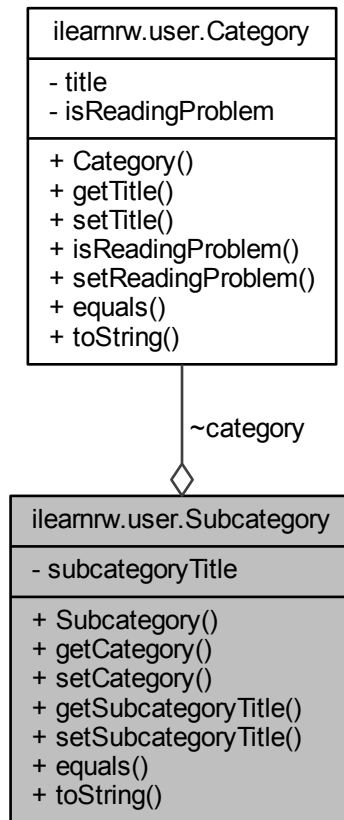 ilearnrw.user.Category
- title
- isReadingProblem
+ Category()
+ getTitle()
+ setTitle()
+ isReadingProblem()
+ setReadingProblem()
+ equals()
+ toString()
~category
ilearnrw.user.Subcategory
- subcategoryTitle
+ Subcategory()
+ getCategory()
+ setCategory()
+ getSubcategoryTitle()
+ setSubcategoryTitle()
+ equals()
+ toString()